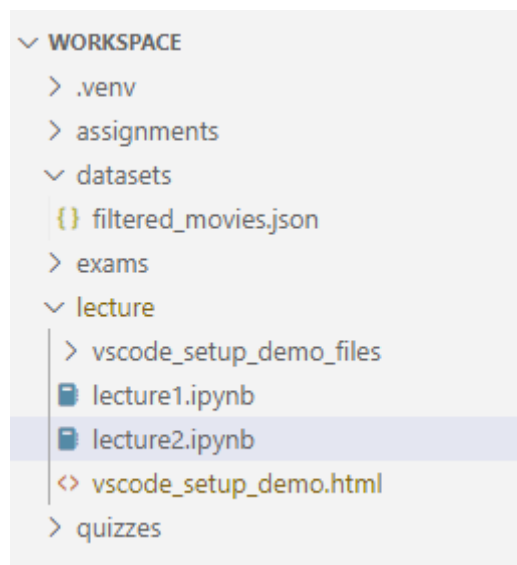 WORKSPACE
.venv
assignments
datasets
{} filtered_movies.json
exams
lecture
vscode_setup_demo_files
lecture1.ipynb
lecture2.ipynb
<> vscode_setup_demo.html
quizzes